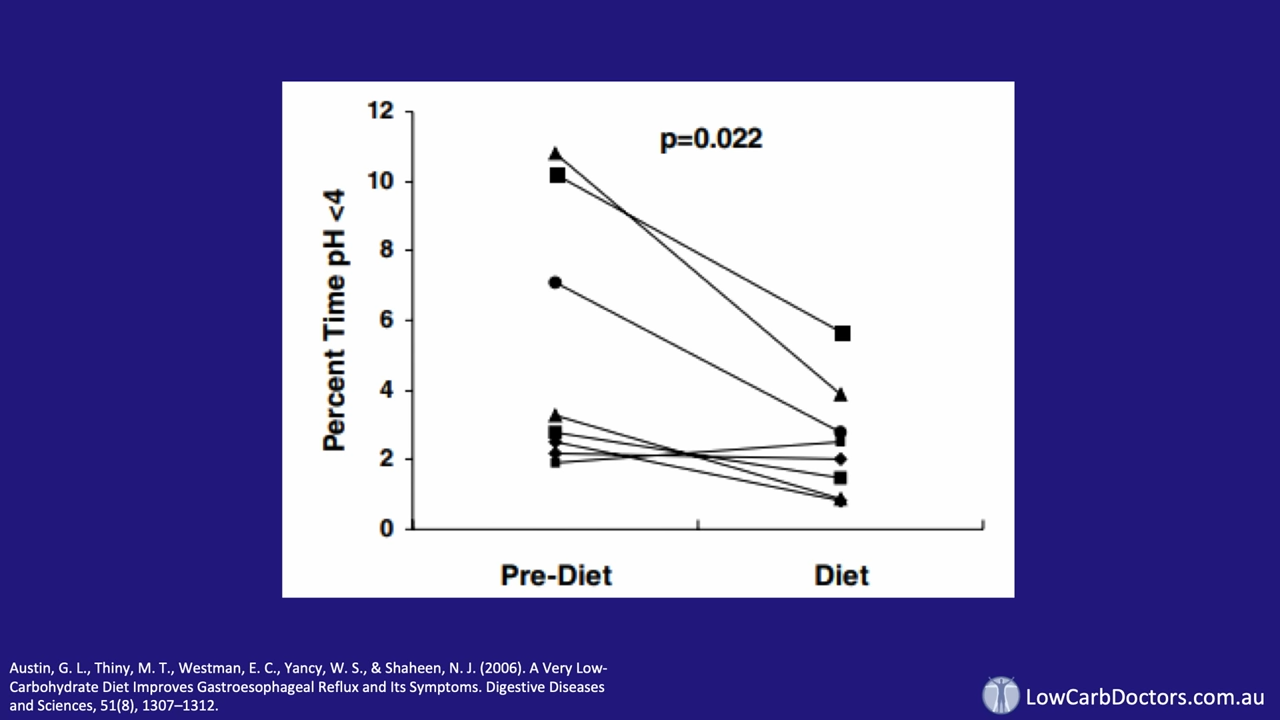 12
p=0.022
10
8
6
4
2
0
Percent Time pH <4
Pre-Diet
Diet
Austin, G. L., Thiny, M. T., Westman, E. C., Yancy, W. S., & Shaheen, N. J. (2006). A Very Low-
Carbohydrate Diet Improves Gastroesophageal Reflux and Its Symptoms. Digestive Diseases
and Sciences, 51(8), 1307–1312.
LowCarbDoctors.com.au